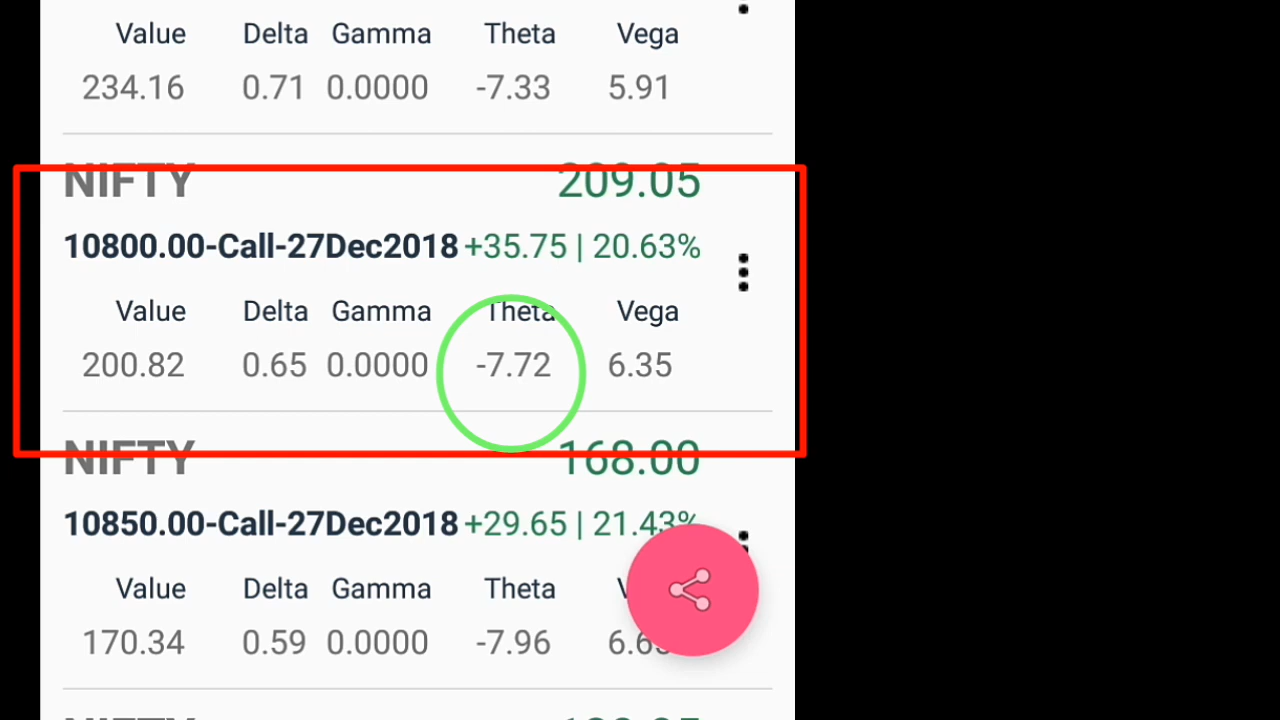 Value Delta Gamma Theta Vega
234.16 0.71 0.0000 -7.33 5.91
NIFTY 209.05
10800.00-Call-27Dec2018 +35.75 | 20.63%
Value Delta Gamma Theta Vega
200.82 0.65 0.0000 -7.72 6.35
NIFTY 168.00
10850.00-Call-27Dec2018 +29.65 | 21.43%
Value Delta Gamma Theta
170.34 0.59 0.0000 -7.96